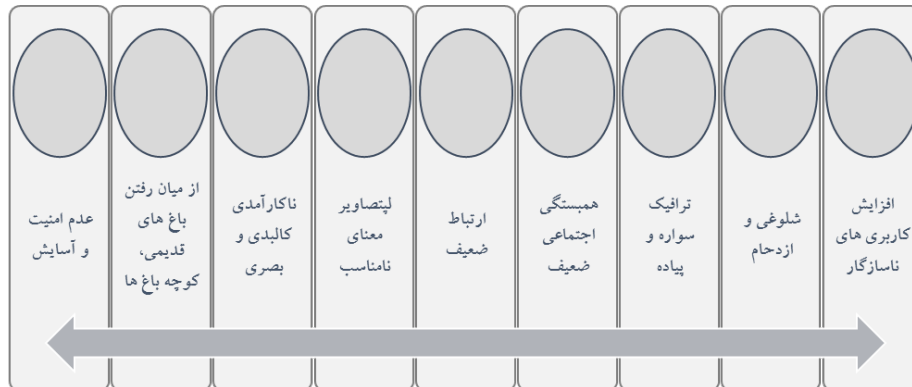 افزایش
کاربری های
ناسازگار
شلوغی و
ازدحام
ترافیک
سواره و
پیاده
همبستگی
اجتماعی
ضعیف
ارتباط
ضعیف
لپتصاویر
معنای
نامناسب
ناکارآمدی
کالبدی و
بصری
از میان رفتن
باغ های
قدیمی،
کوچه باغ ها
عدم امنیت
و آسایش